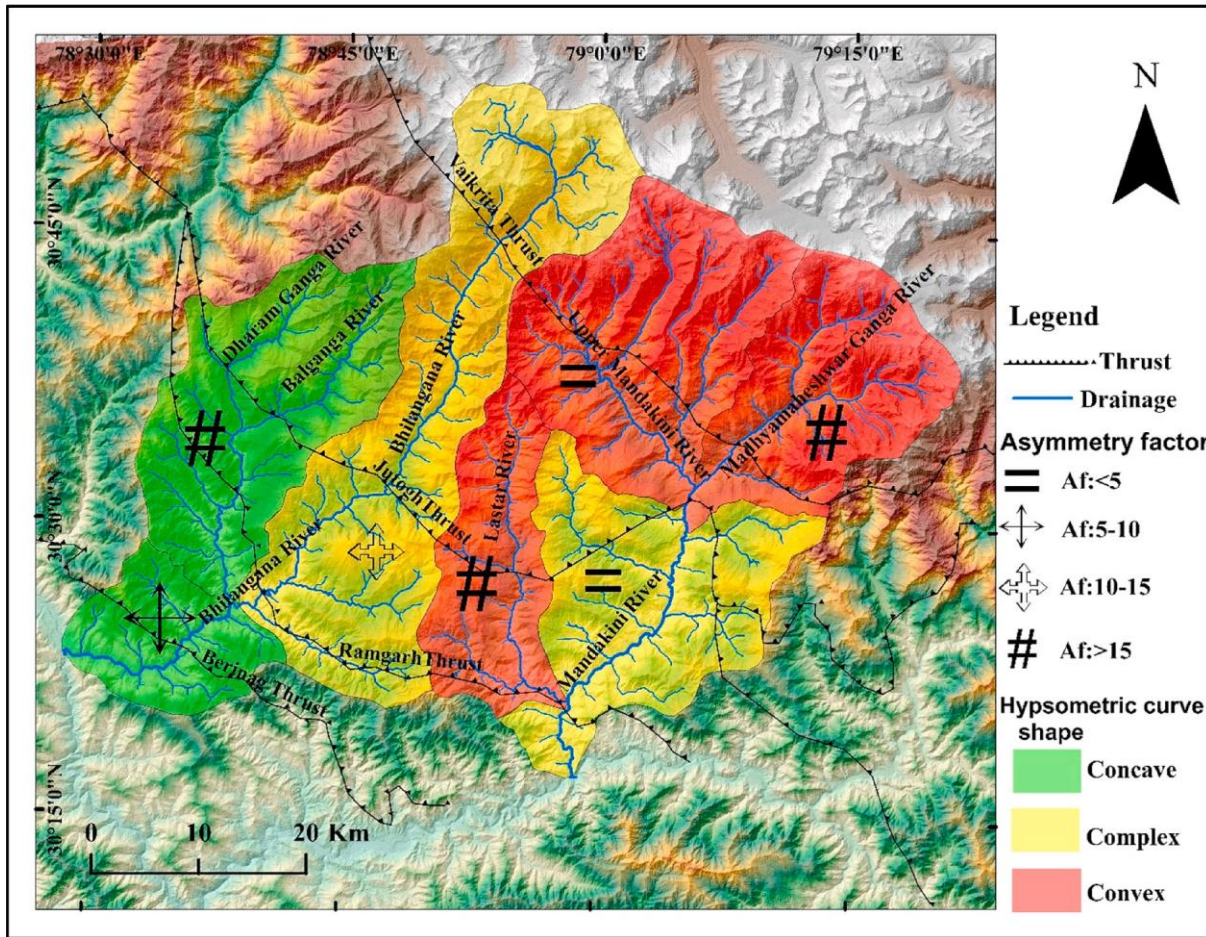 78°30'0"E
78°45'0"E
79°0'0"E
79°15'0"E
30°45'0"N
30°30'0"N
30°15'0"N
N
Vaikrita Thrust
Dharam Ganga River
Balganga River
Bhilangana River
Upper Mandakini River
Madhyamaheshwar Ganga River
Lastar River
Jutogh Thrust
Bhilangana River
Mandakini River
Ramgarh Thrust
Berinag Thrust
#
=
#
#
=
0 10 20 Km
Legend
Thrust
Drainage
Asymmetry factor
= Af:<5
Af:5-10
Af:10-15
# Af:>15
Hypsometric curve
shape
Concave
Complex
Convex